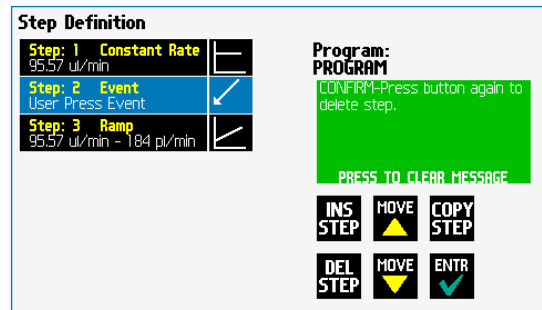 Step Definition
Step: 1 Constant Rate
95.57 ul/min
Step: 2 Event
User Press Event
Step: 3 Ramp
95.57 ul/min - 184 pl/min
Program:
PROGRAM
CONFIRM-Press button again to
delete step.
PRESS TO CLEAR MESSAGE
INS
STEP
MOVE
COPY
STEP
DEL
STEP
MOVE
ENTR